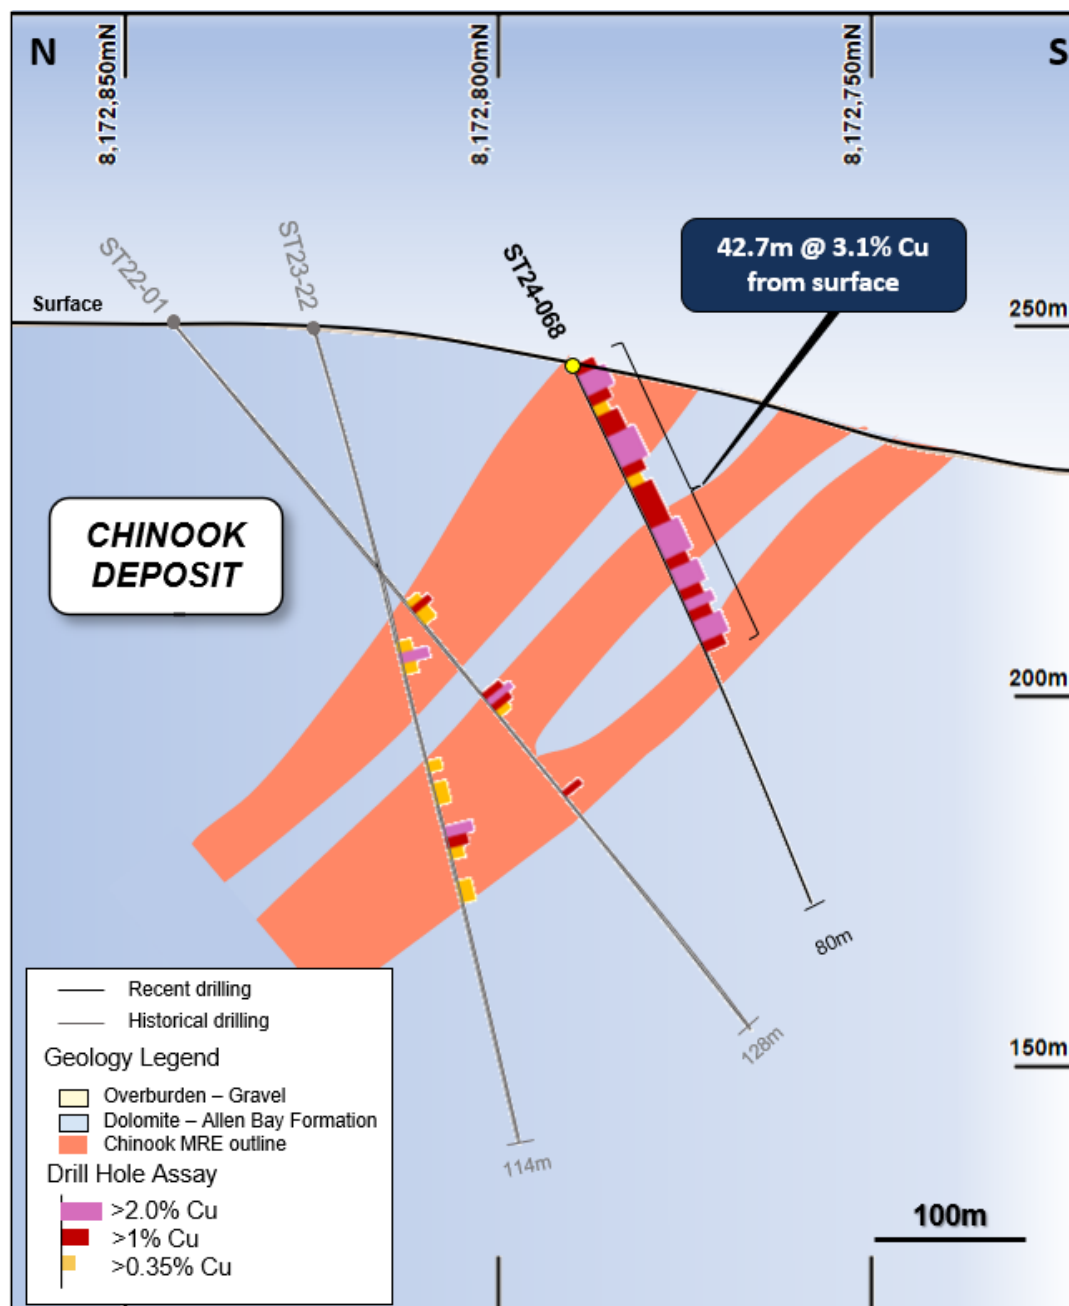 N
S
8,172,850mN
8,172,800mN
8,172,750mN
ST22-01
ST23-22
ST24-068
42.7m @ 3.1% Cu
from surface
Surface
250m
CHINOOK
DEPOSIT
200m
80m
128m
150m
114m
Recent drilling
Historical drilling
Geology Legend
Overburden – Gravel
Dolomite – Allen Bay Formation
Chinook MRE outline
Drill Hole Assay
>2.0% Cu
>1% Cu
>0.35% Cu
100m